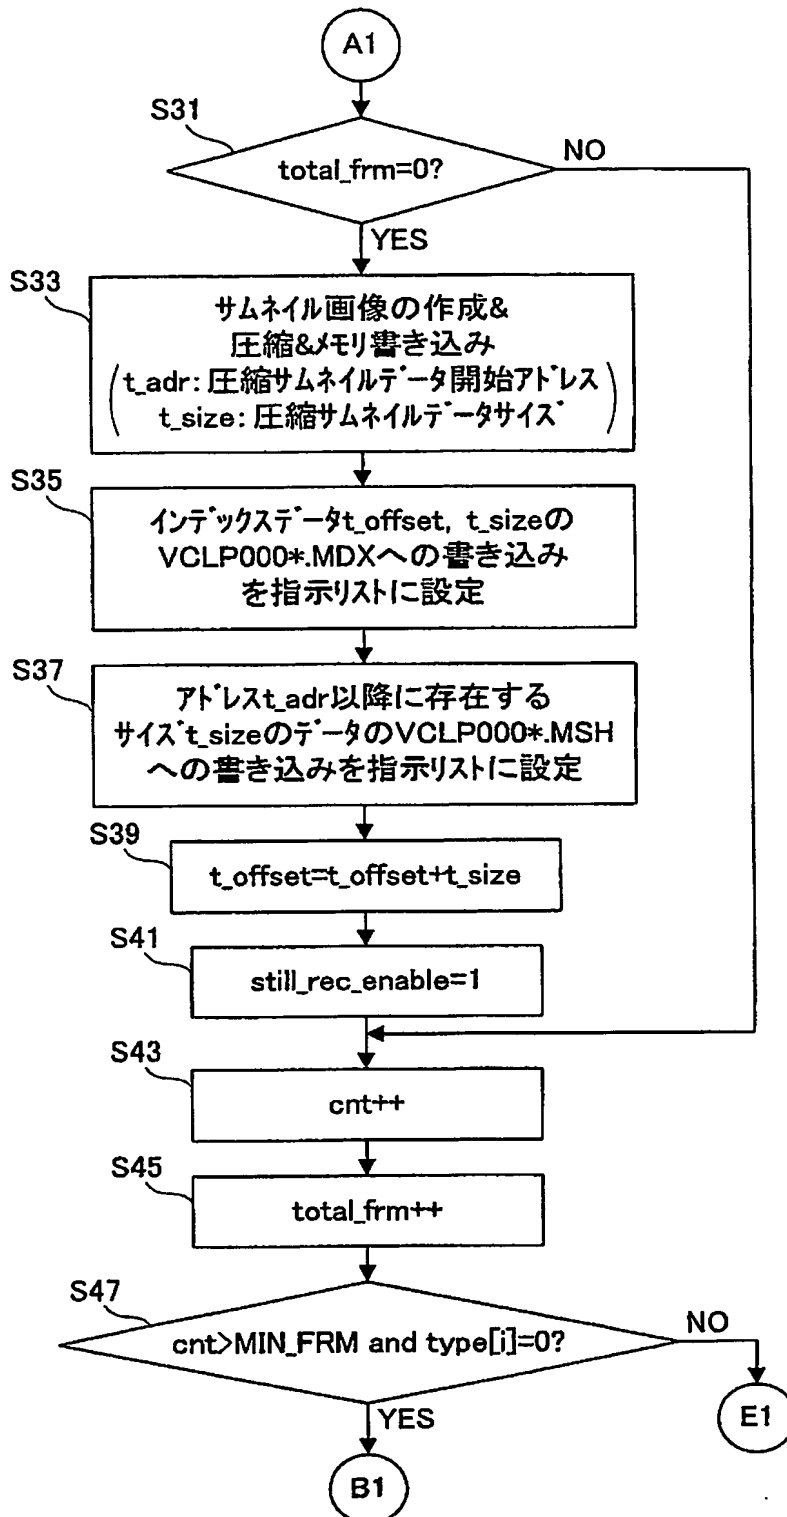 A1
S31
total_frm=0?
NO
YES
S33
サムネイル画像の作成&
圧縮&メモリ書き込み
t_adr: 圧縮サムネイルデータ開始アドレス
t_size: 圧縮サムネイルデータサイズ
S35
インデックスデータt_offset, t_sizeの
VCLP000*.MDXへの書き込み
を指示リストに設定
S37
アドレスt_adr以降に存在する
サイズt_sizeのデータのVCLP000*.MSH
への書き込みを指示リストに設定
S39
t_offset=t_offset+t_size
S41
still_rec_enable=1
S43
cnt++
S45
total_frm++
S47
cnt>MIN_FRM and type[i]=0?
NO
YES
E1
B1